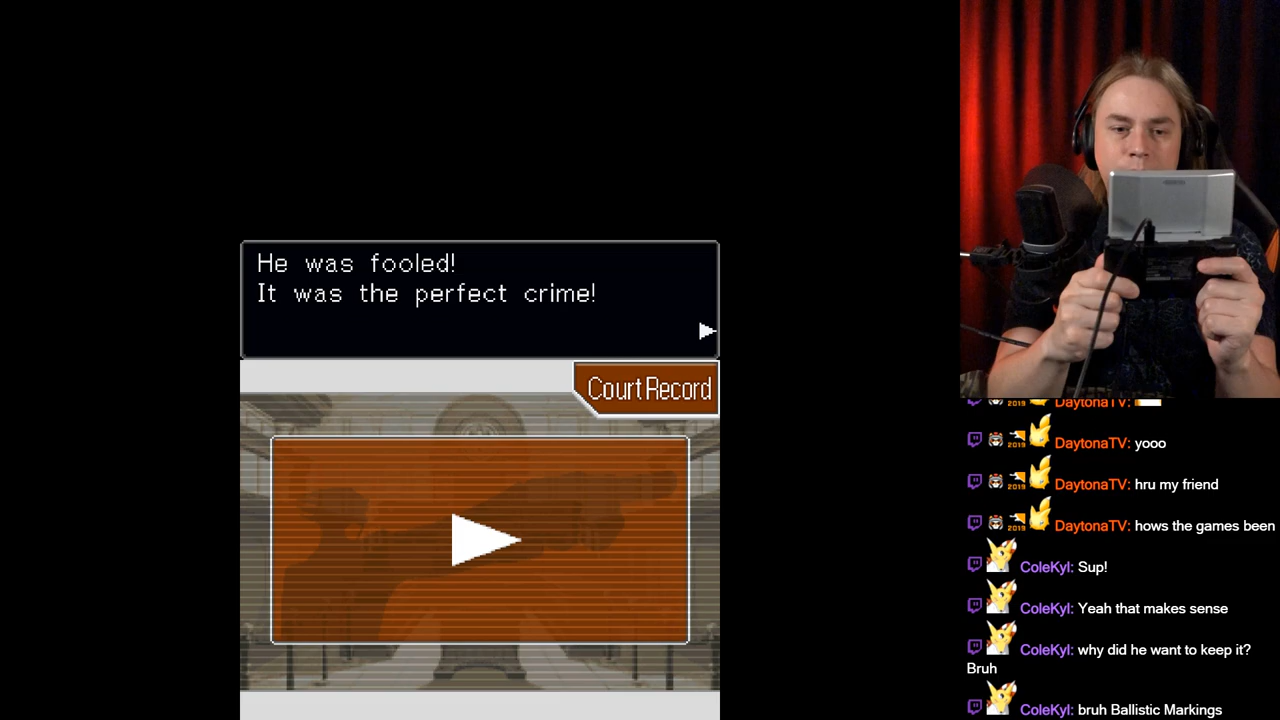 He was fooled!
It was the perfect crime!
Court Record
DaytonaTV:
DaytonaTV: yooo
DaytonaTV: hru my friend
DaytonaTV: hows the games been
ColeKyl: Sup!
ColeKyl: Yeah that makes sense
ColeKyl: why did he want to keep it?
Bruh
ColeKyl: bruh Ballistic Markings